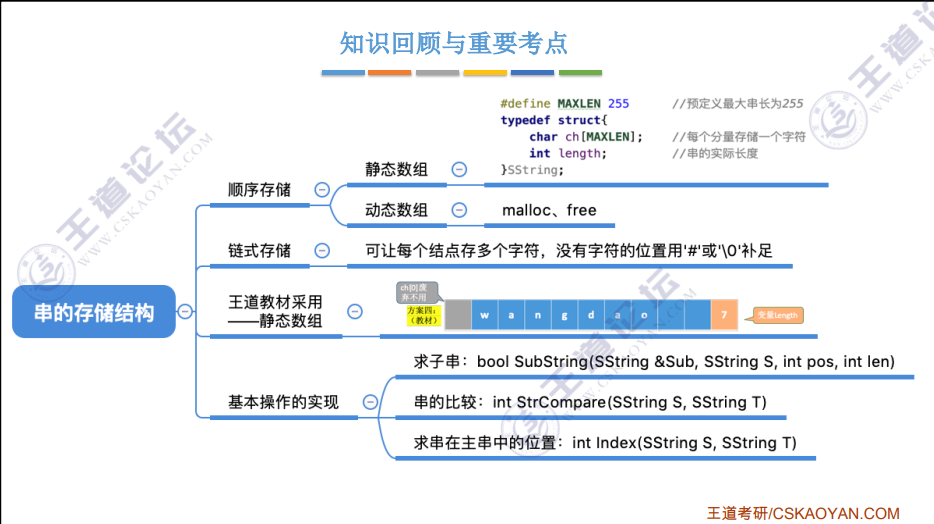 知识回顾与重要考点
#define MAXLEN 255 //预定义最大串长为255
typedef struct{
char ch[MAXLEN]; //每个分量存储一个字符
int length; //串的实际长度
}SString;
静态数组
顺序存储
动态数组
malloc、free
链式存储
可让每个结点存多个字符，没有字符的位置用'#'或'\0'补足
串的存储结构
王道教材采用
——静态数组
ch[0]废
弃不用
方案四：
（教材）
w a n g d a o 7
变量Length
基本操作的实现
求子串：bool SubString(SString &Sub, SString S, int pos, int len)
串的比较：int StrCompare(SString S, SString T)
求串在主串中的位置：int Index(SString S, SString T)
王道论坛
WWW.CSKAOYAN.COM
王道考研/CSKAOYAN.COM